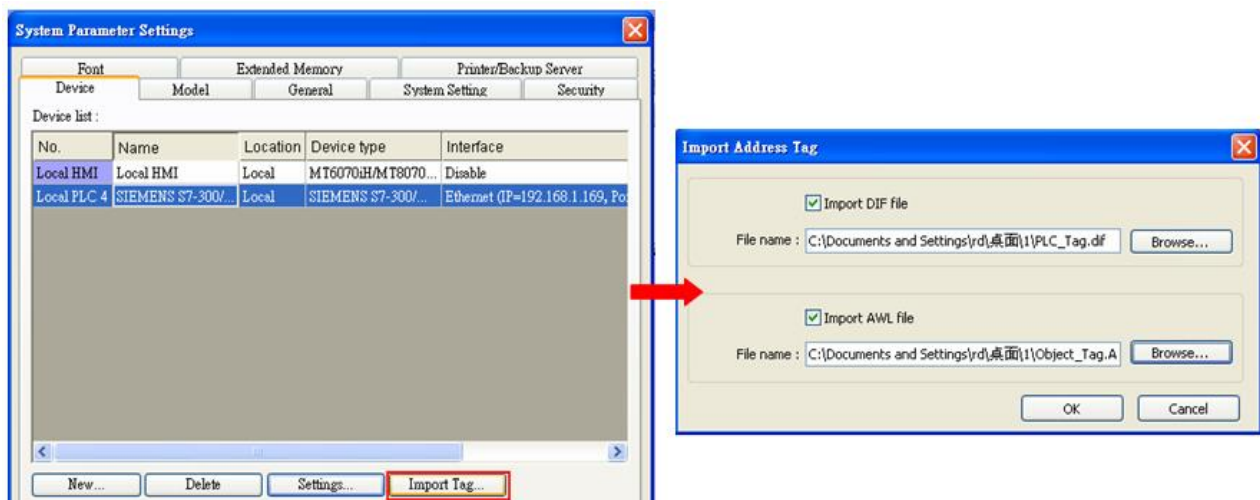 System Parameter Settings
Font Extended Memory Printer/Backup Server
Device Model General System Setting Security
Device list :
No. Name Location Device type Interface
Local HMI Local HMI Local MT6070iH/MT8070... Disable
Local PLC 4 SIEMENS S7-300/... Local SIEMENS S7-300/... Ethernet (IP=192.168.1.169, Po
New... Delete Settings... Import Tag...
Import Address Tag
Import DIF file
File name : C:\Documents and Settings\rd\桌面\1\PLC_Tag.dif Browse...
Import AWL file
File name : C:\Documents and Settings\rd\桌面\1\Object_Tag.A Browse...
OK Cancel